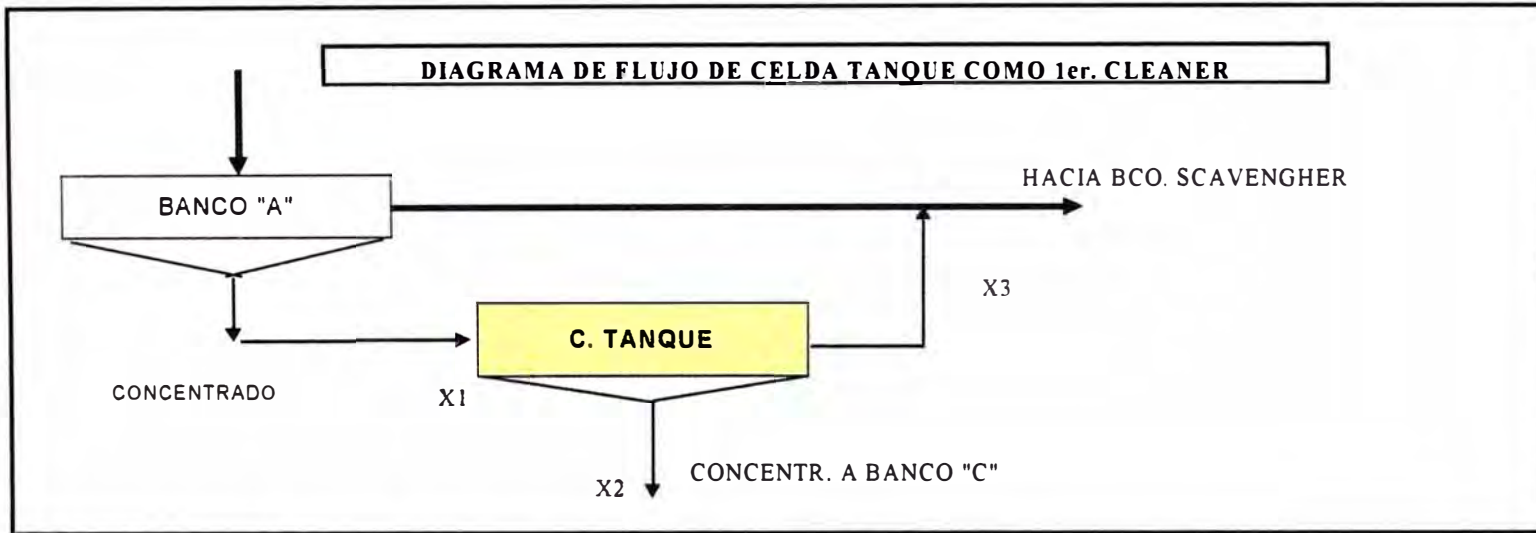 DIAGRAMA DE FLUJO DE CELDA TANQUE COMO 1er. CLEANER
HACIA BCO. SCAVENGHER
BANCO "A"
X3
C. TANQUE
CONCENTRADO
X1
CONCENTR. A BANCO "C"
X2